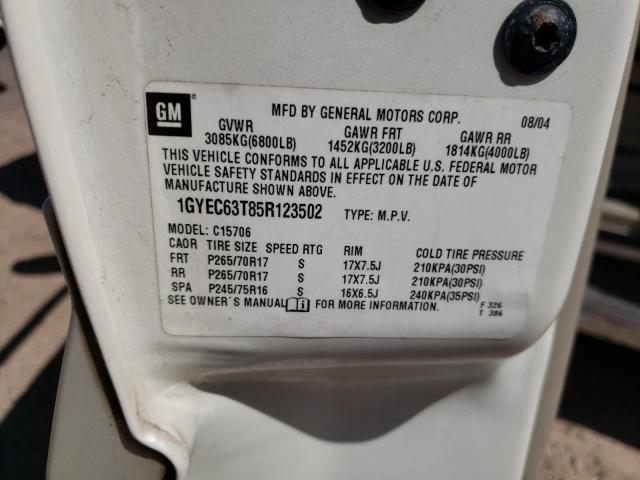 GM ® MFD BY GENERAL MOTORS CORP. 08/04
GVWR GAWR FRT GAWR RR
3085KG(6800LB) 1452KG(3200LB) 1814KG(4000LB)
THIS VEHICLE CONFORMS TO ALL APPLICABLE U.S. FEDERAL MOTOR
VEHICLE SAFETY STANDARDS IN EFFECT ON THE DATE OF
MANUFACTURE SHOWN ABOVE.
1GYEC63T85R123502 TYPE: M.P.V.
MODEL: C15706
CAOR TIRE SIZE SPEED RTG RIM COLD TIRE PRESSURE
FRT P265/70R17 S 17X7.5J 210KPA(30PSI)
RR P265/70R17 S 17X7.5J 210KPA(30PSI)
SPA P245/75R16 S 16X6.5J 240KPA(35PSI)
SEE OWNER'S MANUAL i FOR MORE INFORMATION.
F 326
T 386